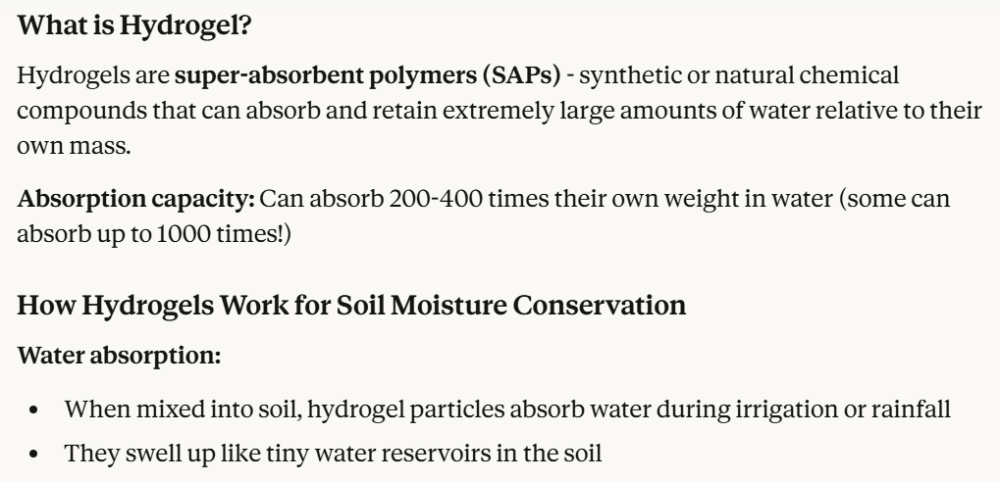 What is Hydrogel?
Hydrogels are super-absorbent polymers (SAPs) - synthetic or natural chemical
compounds that can absorb and retain extremely large amounts of water relative to their
own mass.
Absorption capacity: Can absorb 200-400 times their own weight in water (some can
absorb up to 1000 times!)
How Hydrogels Work for Soil Moisture Conservation
Water absorption:
• When mixed into soil, hydrogel particles absorb water during irrigation or rainfall
• They swell up like tiny water reservoirs in the soil